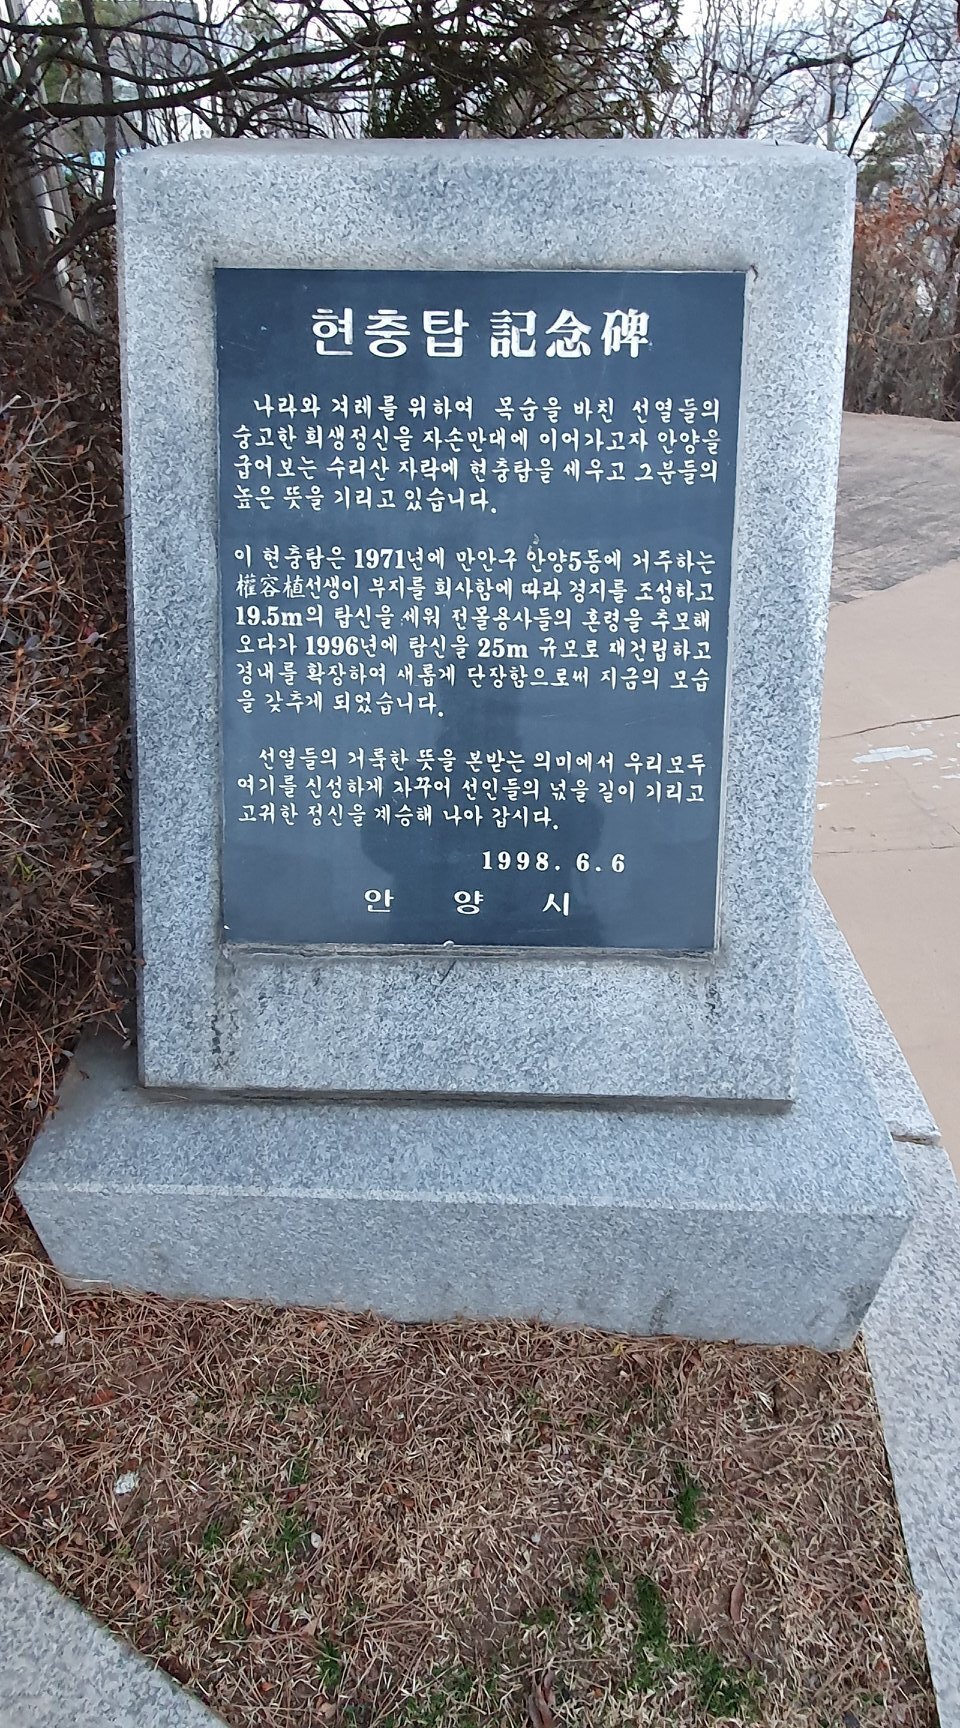 현충탑 記念碑
나라와 겨레를 위하여 목숨을 바친 선열들의
숭고한 희생정신을 자손만대에 이어가고자 안양을
굽어보는 수리산 자락에 현충탑을 세우고 그분들의
높은 뜻을 기리고 있습니다.
이 현충탑은 1971년에 만안구 안양5동에 거주하는
權容植선생이 부지를 희사함에 따라 경지를 조성하고
19.5m의 탑신을 세워 전몰용사들의 혼령을 추모해
오다가 1996년에 탑신을 25m 규모로 재건립하고
경내를 확장하여 새롭게 단장함으로써 지금의 모습
을 갖추게 되었습니다.
선열들의 거룩한 뜻을 본받는 의미에서 우리모두
여기를 신성하게 가꾸어 선인들의 넋을 길이 기리고
고귀한 정신을 계승해 나아 갑시다.
1998. 6. 6
안 양 시